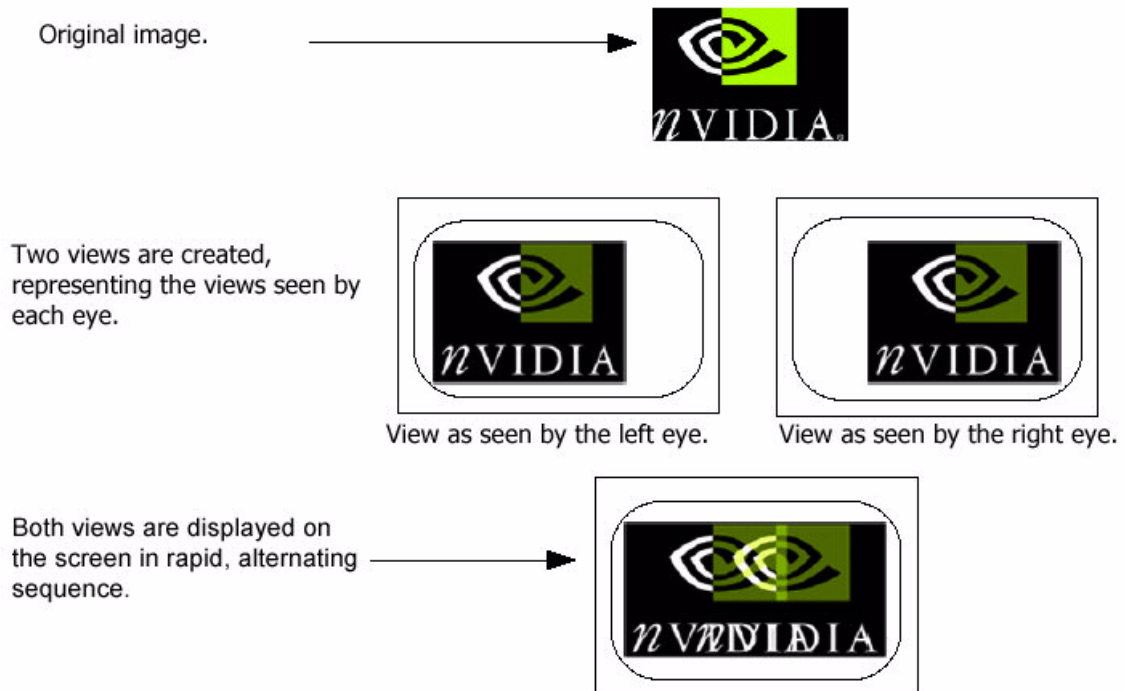 Original image.
nVIDIA®
Two views are created,
representing the views seen by
each eye.
nVIDIA
nVIDIA
View as seen by the left eye.
View as seen by the right eye.
Both views are displayed on
the screen in rapid, alternating
sequence.